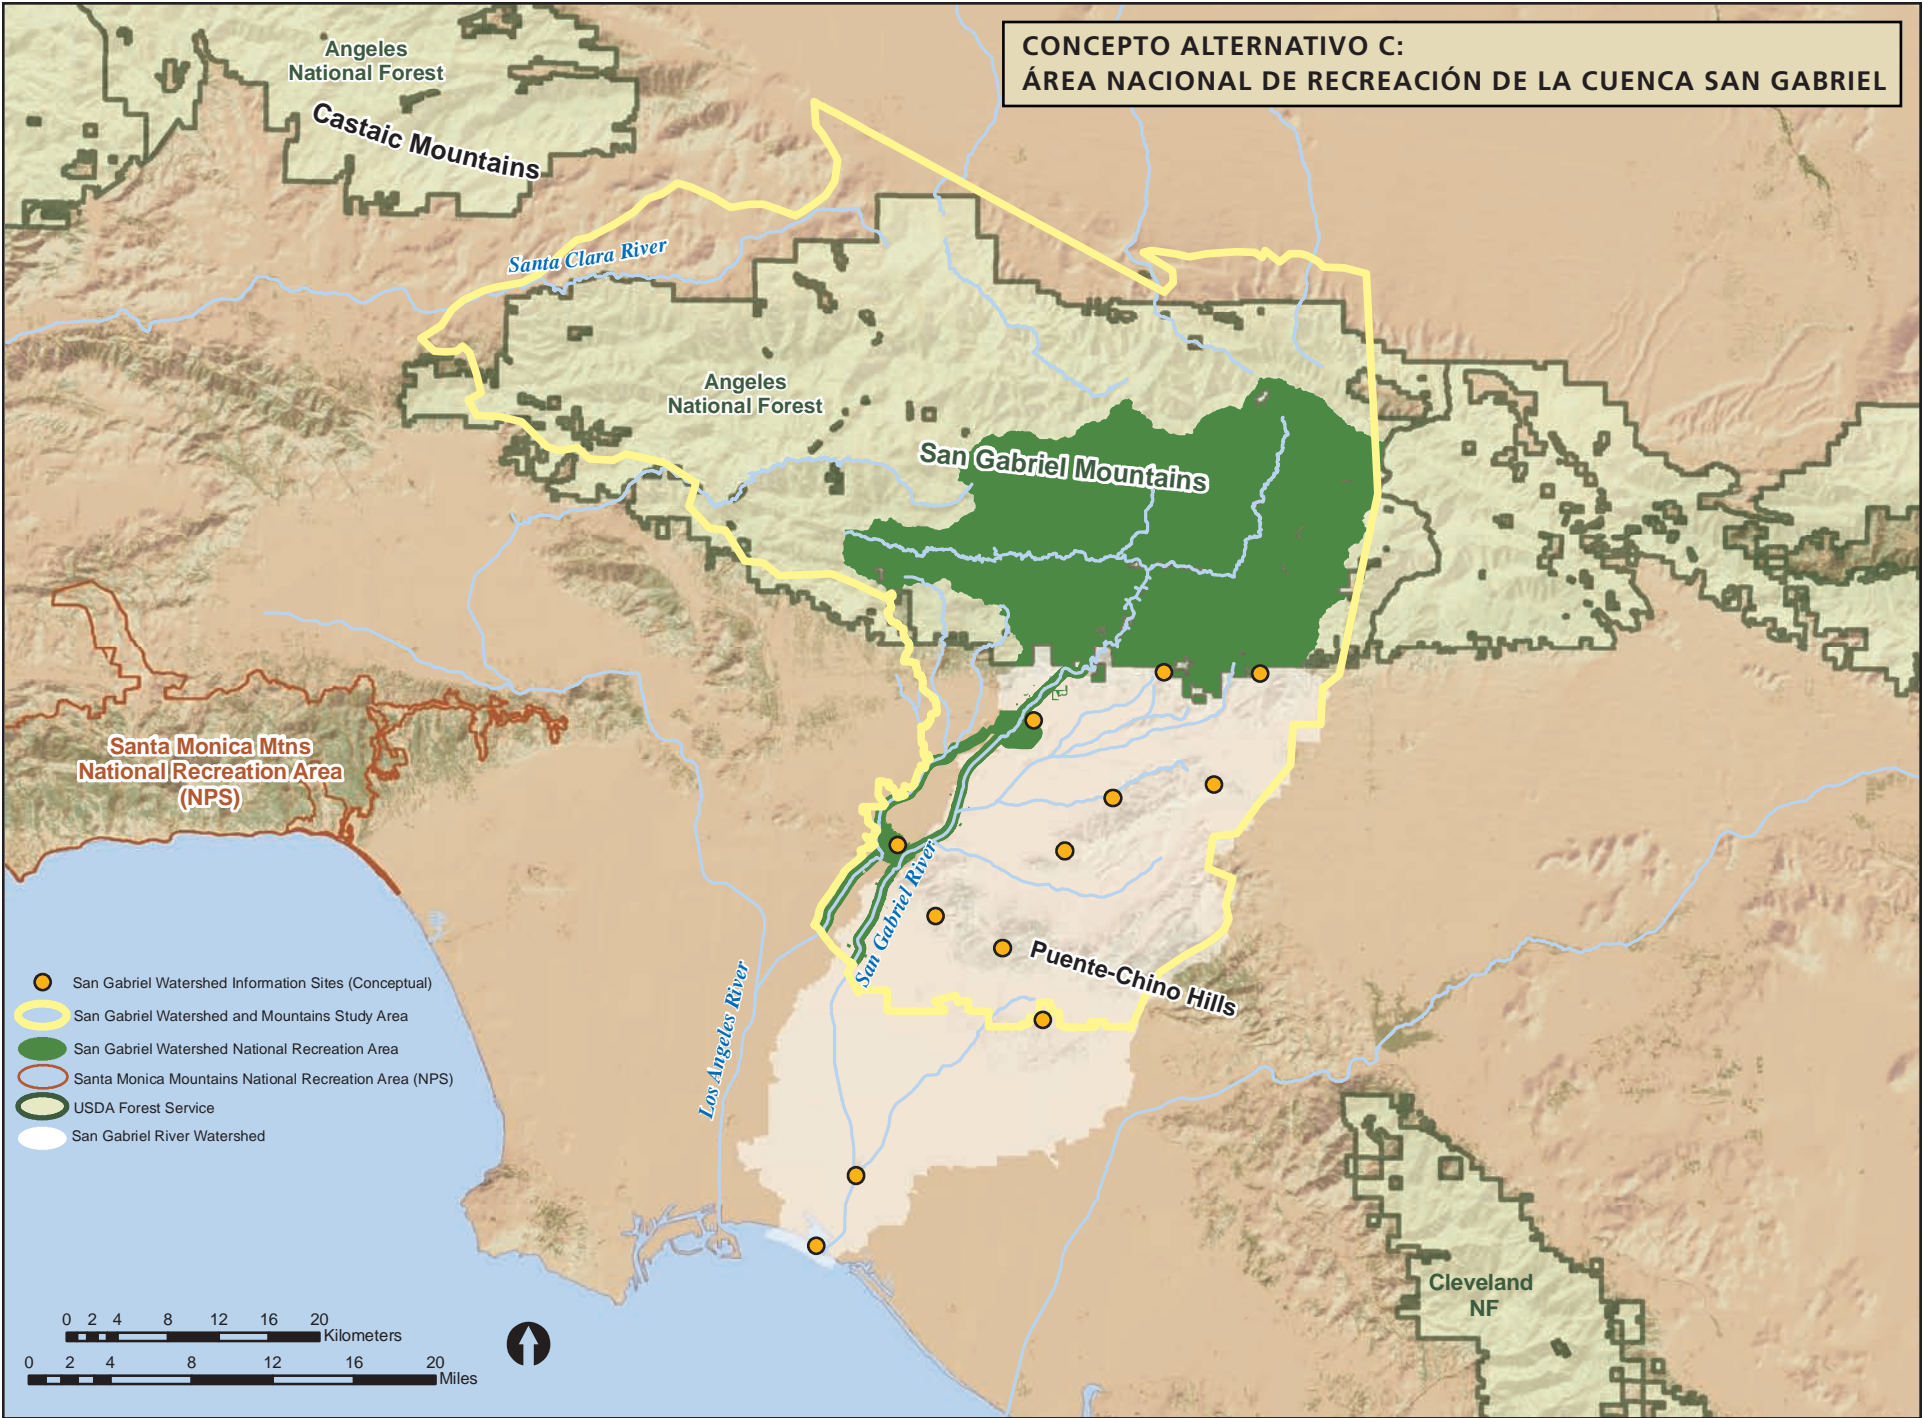 CONCEPTO ALTERNATIVO C:
ÁREA NACIONAL DE RECREACIÓN DE LA CUENCA SAN GABRIEL
Angeles
National Forest
Castaic Mountains
Santa Clara River
Angeles
National Forest
San Gabriel Mountains
Santa Monica Mtns
National Recreation Area
(NPS)
San Gabriel River
Puente-Chino Hills
Los Angeles River
San Gabriel Watershed Information Sites (Conceptual)
San Gabriel Watershed and Mountains Study Area
San Gabriel Watershed National Recreation Area
Santa Monica Mountains National Recreation Area (NPS)
USDA Forest Service
San Gabriel River Watershed
Cleveland
NF
0 2 4 8 12 16 20
Kilometers
0 2 4 8 12 16 20
Miles